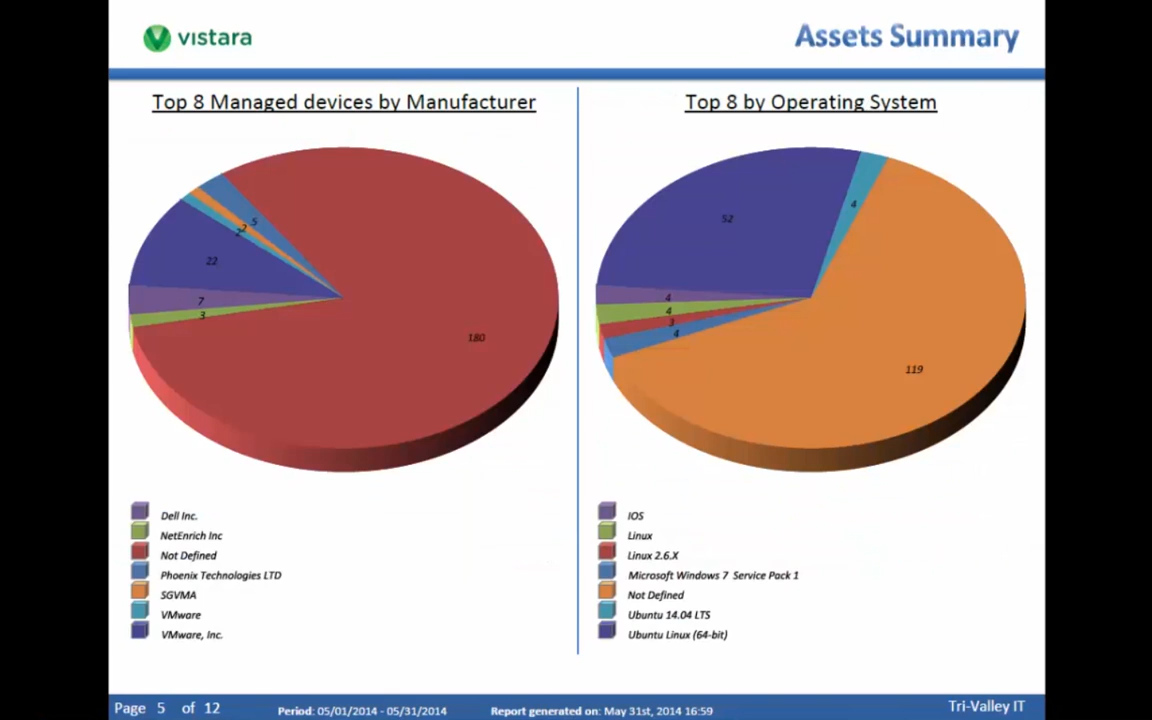 vistara
Assets Summary
Top 8 Managed devices by Manufacturer
Top 8 by Operating System
5
2
2
22
7
3
180
52
4
4
4
3
4
119
Dell Inc.
NetEnrich Inc
Not Defined
Phoenix Technologies LTD
SGVMA
VMware
VMware, Inc.
IOS
Linux
Linux 2.6.X
Microsoft Windows 7 Service Pack 1
Not Defined
Ubuntu 14.04 LTS
Ubuntu Linux (64-bit)
Page 5 of 12
Period: 05/01/2014 - 05/31/2014
Report generated on: May 31st, 2014 16:59
Tri-Valley IT